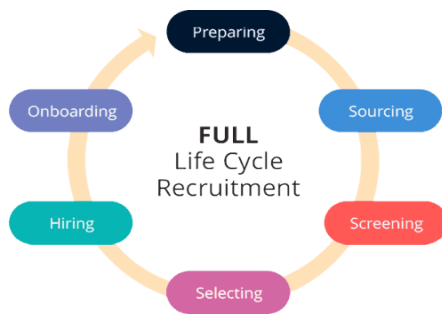 Preparing
Sourcing
Screening
Selecting
Hiring
Onboarding
FULL
Life Cycle
Recruitment